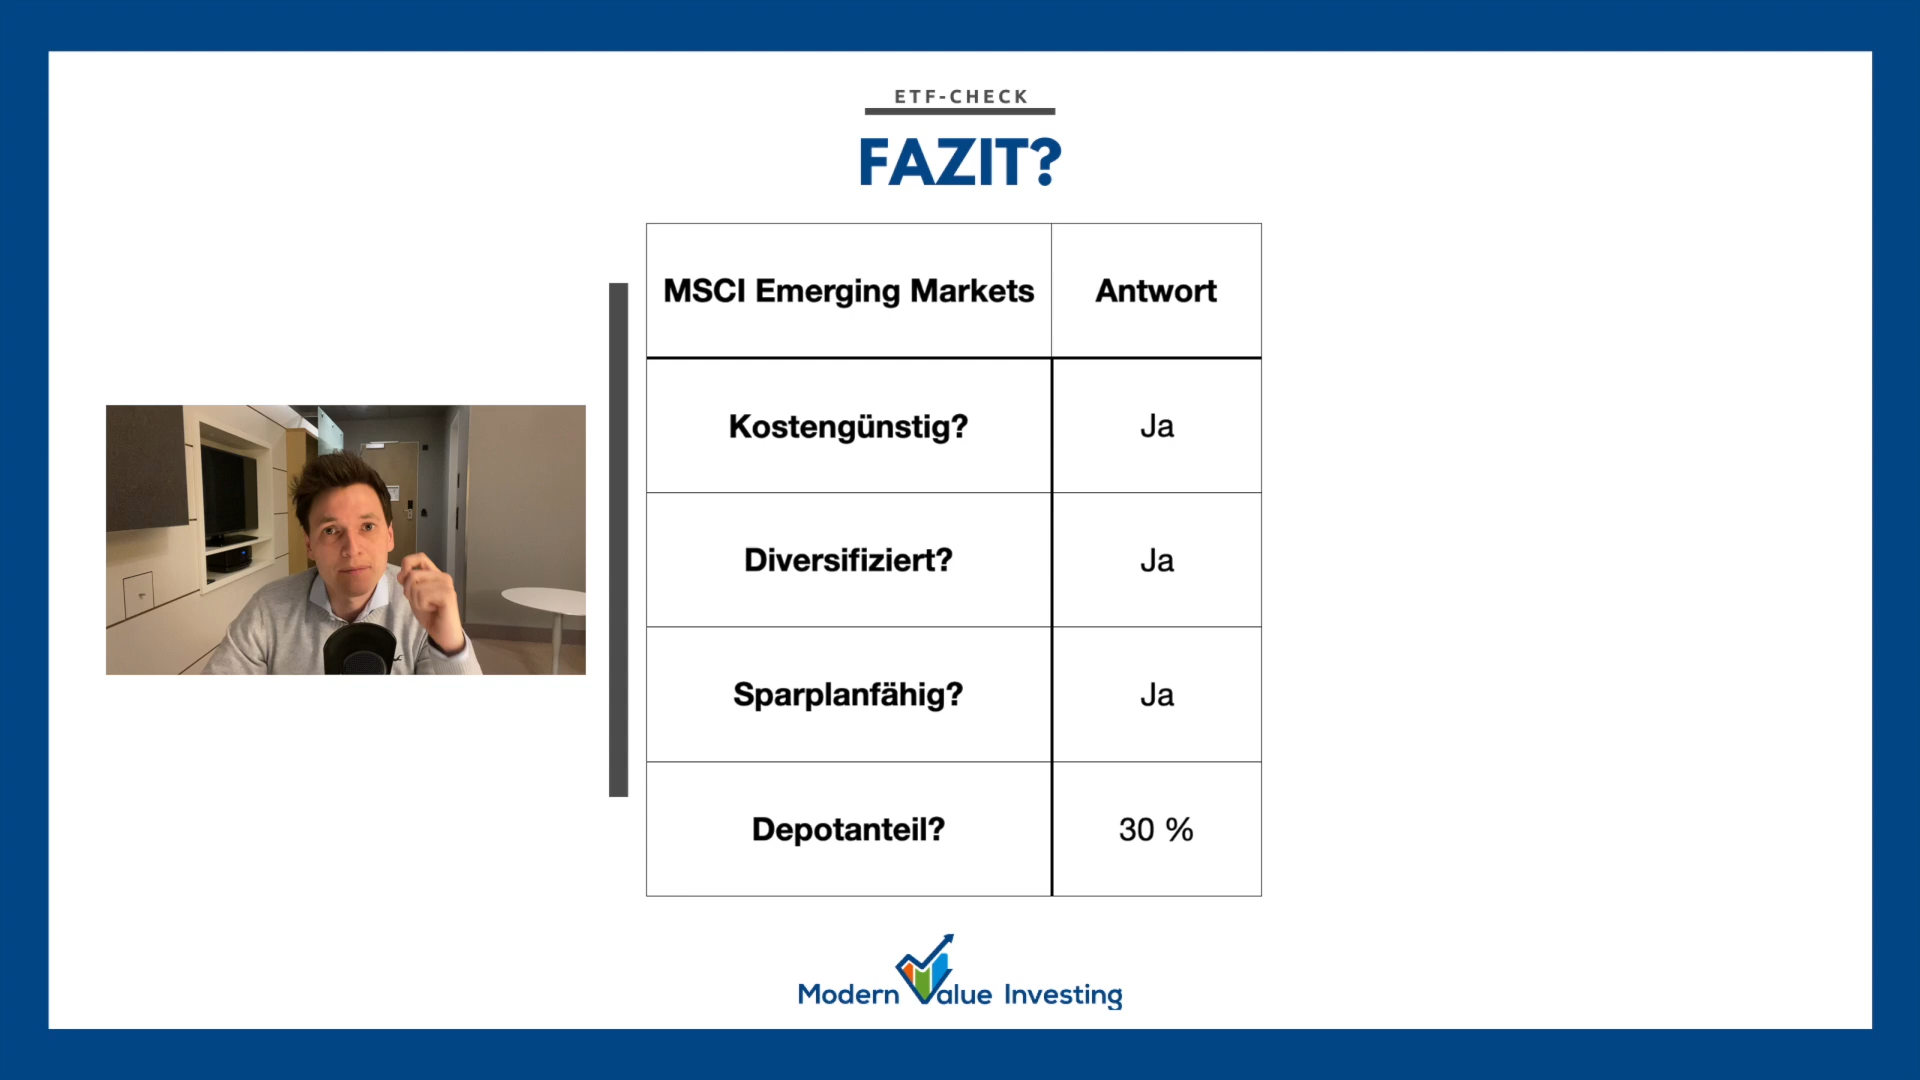 ETF-CHECK
FAZIT?
MSCI Emerging Markets Antwort
Kostengünstig? Ja
Diversifiziert? Ja
Sparplanfähig? Ja
Depotanteil? 30 %
Modern Value Investing